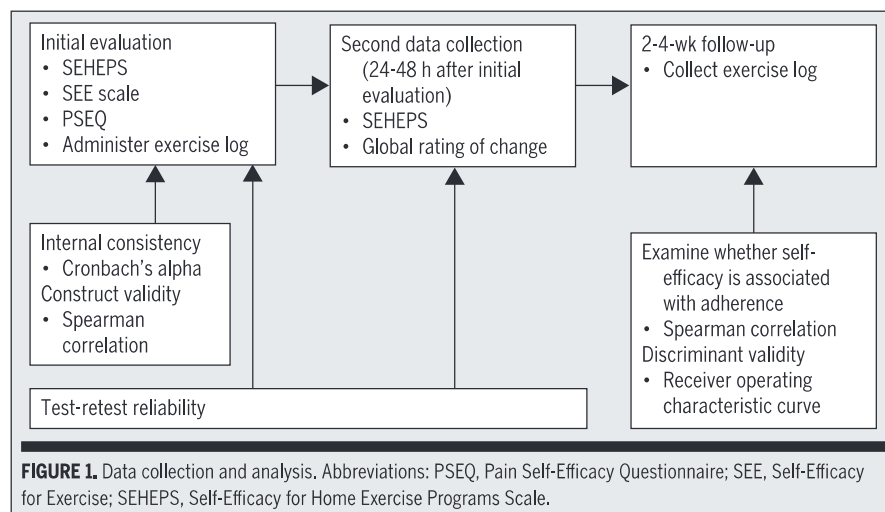 Initial evaluation
• SEHEPS
• SEE scale
• PSEQ
• Administer exercise log
Second data collection
(24-48 h after initial
evaluation)
• SEHEPS
• Global rating of change
2-4-wk follow-up
• Collect exercise log
Internal consistency
• Cronbach's alpha
Construct validity
• Spearman
correlation
Examine whether self-
efficacy is associated
with adherence
• Spearman correlation
Discriminant validity
• Receiver operating
characteristic curve
Test-retest reliability
FIGURE 1. Data collection and analysis. Abbreviations: PSEQ, Pain Self-Efficacy Questionnaire; SEE, Self-Efficacy
for Exercise; SEHEPS, Self-Efficacy for Home Exercise Programs Scale.